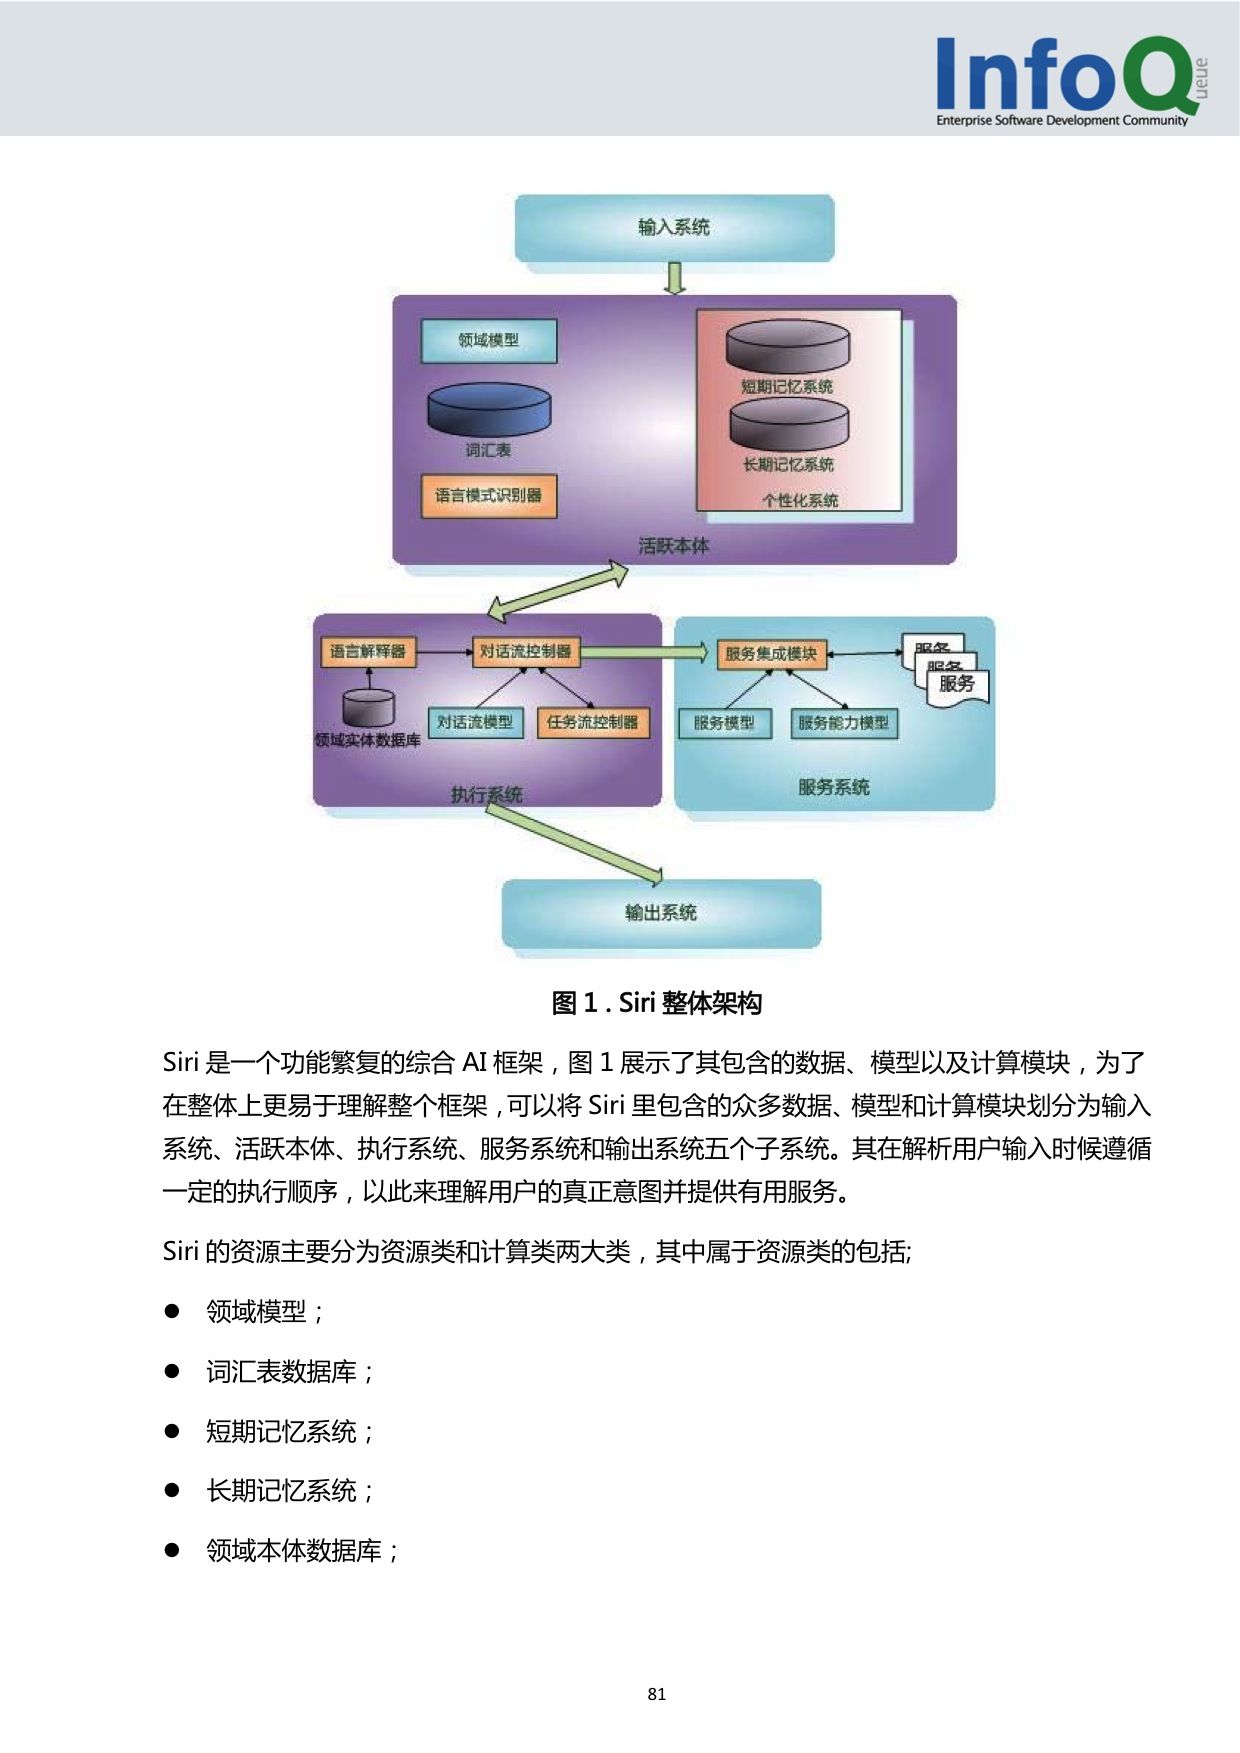 InfoQueue
Enterprise Software Development Community
输入系统
领域模型
词汇表
语言模式识别器
短期记忆系统
长期记忆系统
个性化系统
活跃本体
语言解释器
对话流控制器
领域实体数据库
对话流模型
任务流控制器
执行系统
服务集成模块
服务
服务
服务
服务模型
服务能力模型
服务系统
输出系统
图 1 . Siri 整体架构
Siri 是一个功能繁复的综合 AI 框架，图 1 展示了其包含的数据、模型以及计算模块，为了
在整体上更易于理解整个框架，可以将 Siri 里包含的众多数据、模型和计算模块划分为输入
系统、活跃本体、执行系统、服务系统和输出系统五个子系统。其在解析用户输入时候遵循
一定的执行顺序，以此来理解用户的真正意图并提供有用服务。
Siri 的资源主要分为资源类和计算类两大类，其中属于资源类的包括;
● 领域模型；
● 词汇表数据库；
● 短期记忆系统；
● 长期记忆系统；
● 领域本体数据库；
81